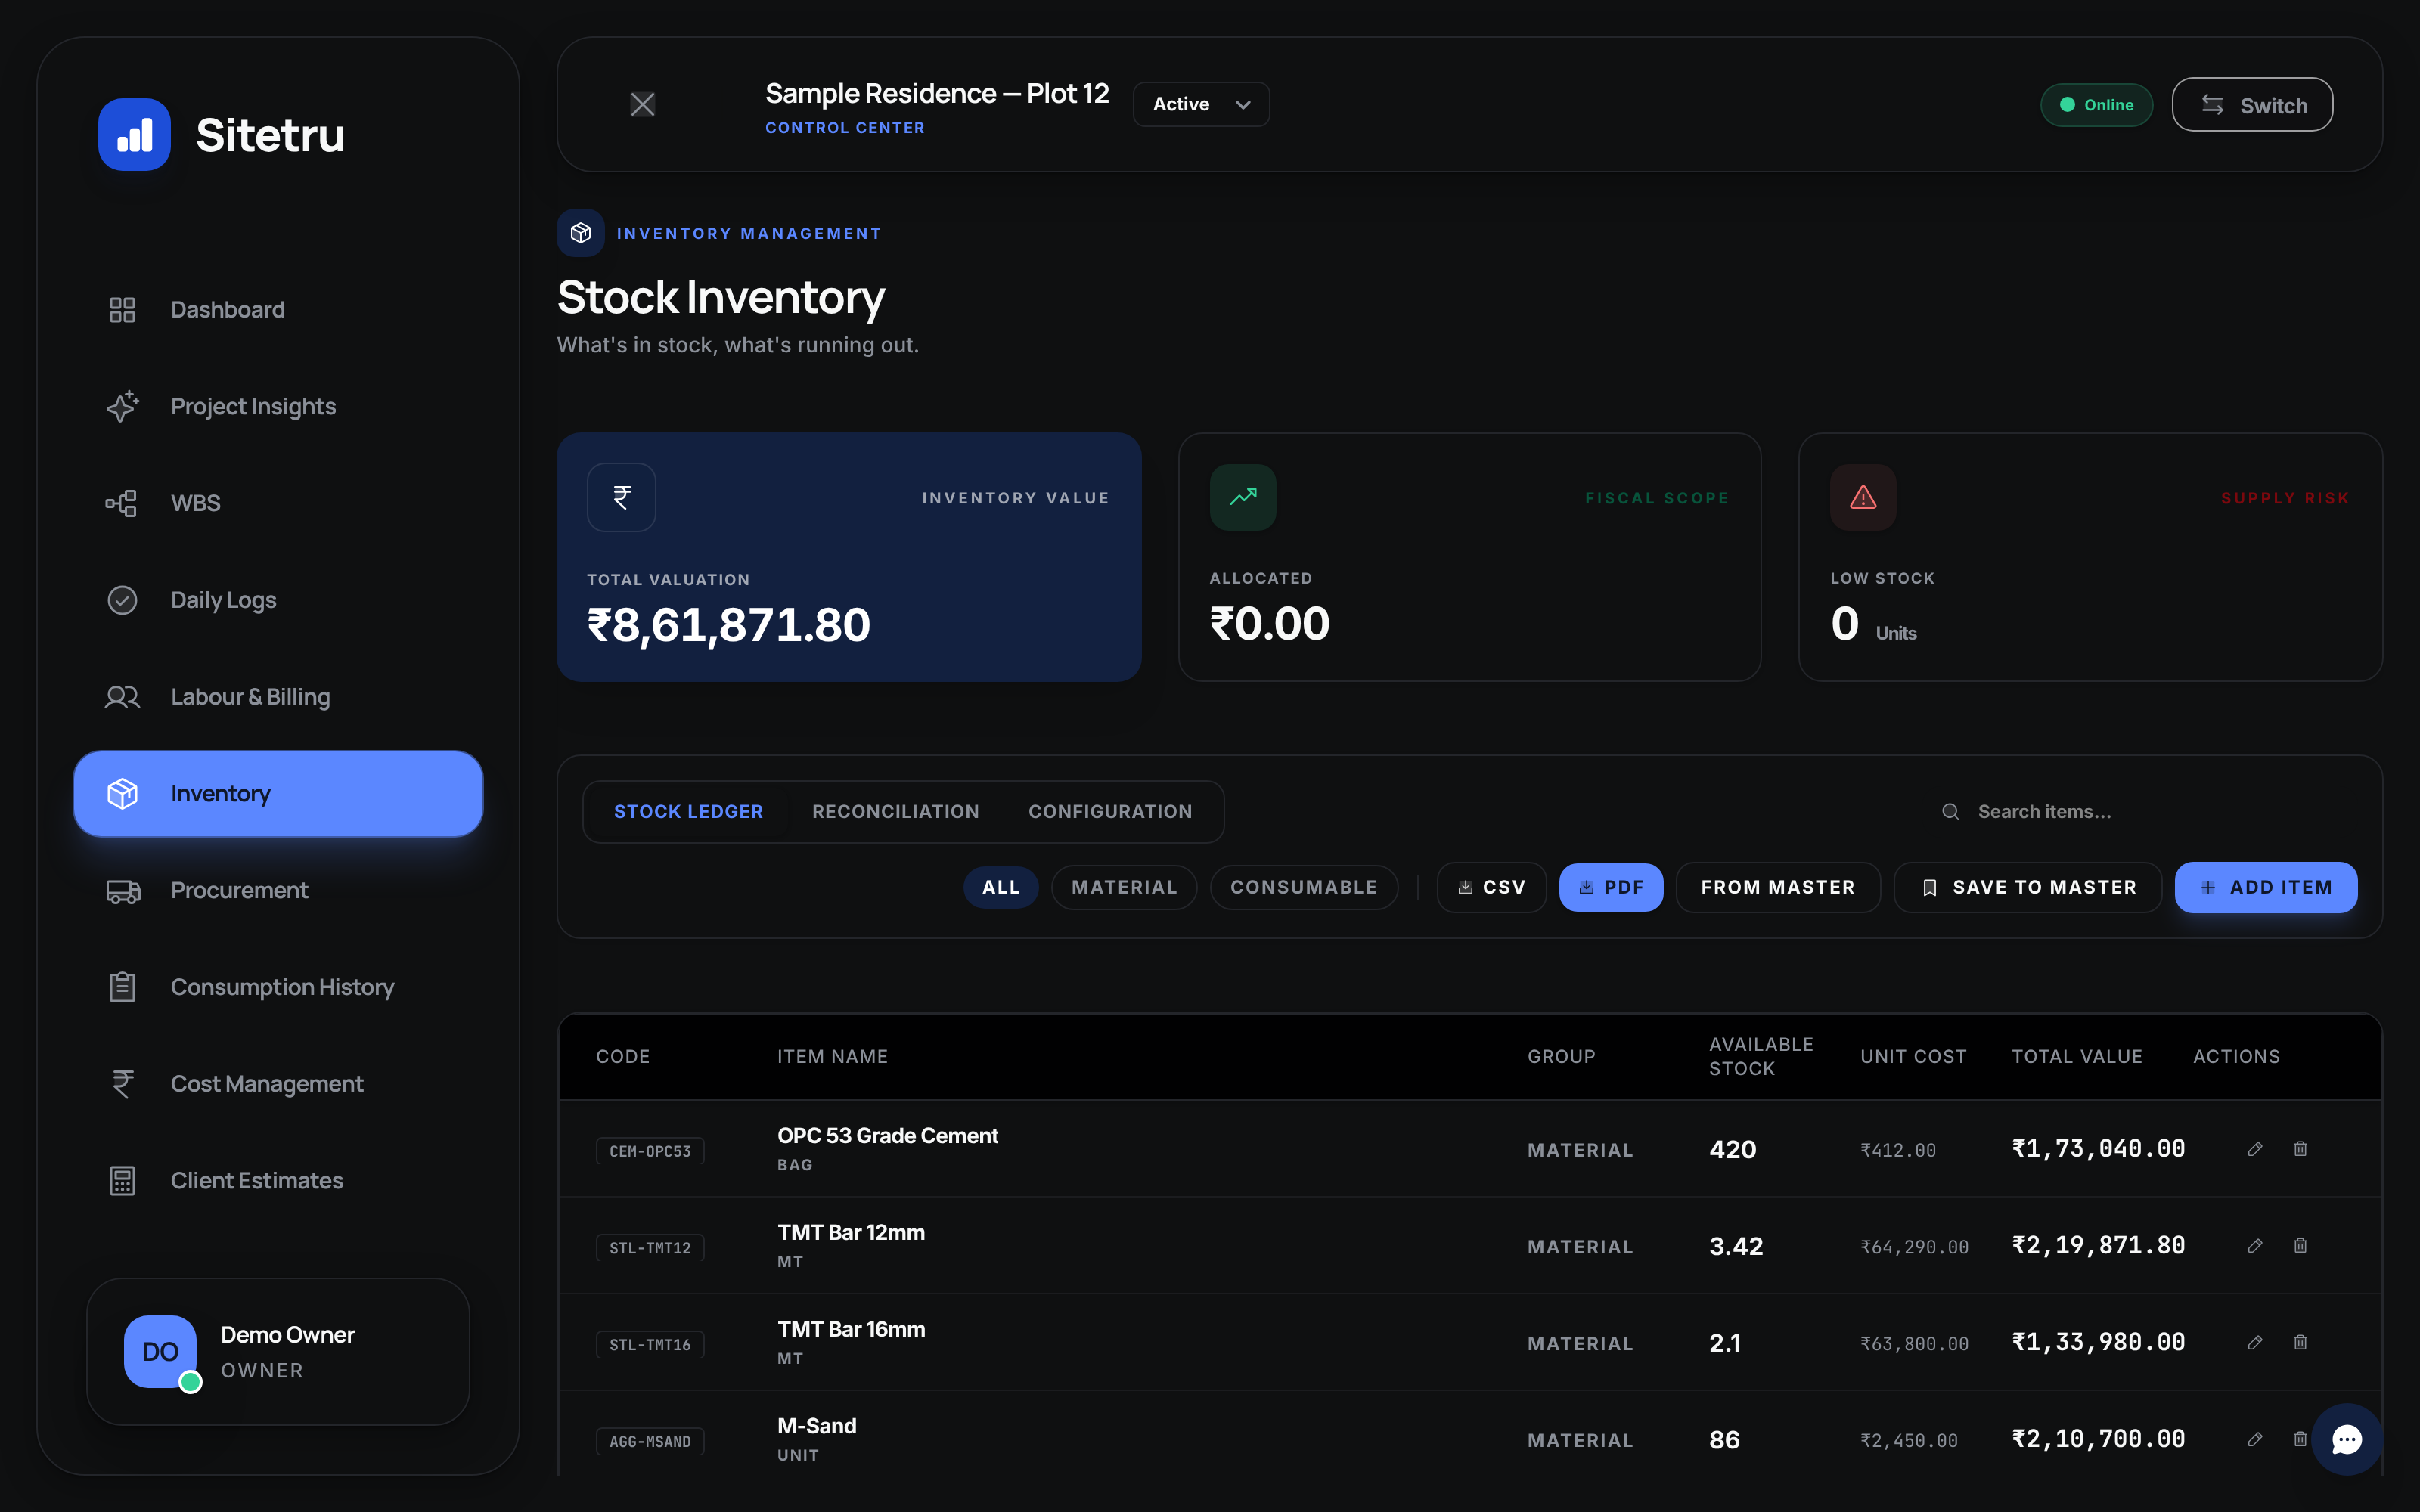 Sitetru
Dashboard
Project Insights
WBS
Daily Logs
Labour & Billing
Inventory
Procurement
Consumption History
Cost Management
Client Estimates
DO
Demo Owner
OWNER
Sample Residence — Plot 12
CONTROL CENTER
Active
Online
Switch
INVENTORY MANAGEMENT
Stock Inventory
What's in stock, what's running out.
₹
INVENTORY VALUE
TOTAL VALUATION
₹8,61,871.80
FISCAL SCOPE
ALLOCATED
₹0.00
SUPPLY RISK
LOW STOCK
0 Units
STOCK LEDGER RECONCILIATION CONFIGURATION
Search items...
ALL MATERIAL CONSUMABLE CSV PDF FROM MASTER SAVE TO MASTER ADD ITEM
CODE ITEM NAME GROUP AVAILABLE STOCK UNIT COST TOTAL VALUE ACTIONS
CEM-OPC53 OPC 53 Grade Cement MATERIAL 420 ₹412.00 ₹1,73,040.00
BAG
STL-TMT12 TMT Bar 12mm MATERIAL 3.42 ₹64,290.00 ₹2,19,871.80
MT
STL-TMT16 TMT Bar 16mm MATERIAL 2.1 ₹63,800.00 ₹1,33,980.00
MT
AGG-MSAND M-Sand MATERIAL 86 ₹2,450.00 ₹2,10,700.00
UNIT